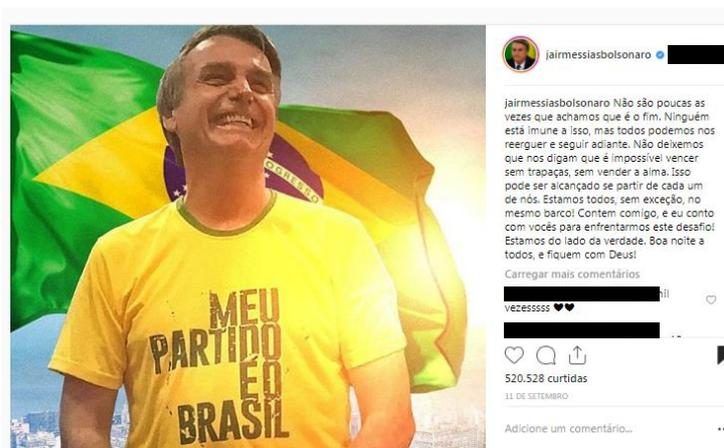 PROGRESSO
MEU
PARTIDO
É O
BRASIL
jairmessiasbolsonaro
jairmessiasbolsonaro Não são poucas as
vezes que achamos que é o fim. Ninguém
está imune a isso, mas todos podemos nos
reerguer e seguir adiante. Não deixemos
que nos digam que é impossível vencer
sem trapaças, sem vender a alma. Isso
pode ser alcançado se partir de cada um
de nós. Estamos todos, sem exceção, no
mesmo barco! Contem comigo, e eu conto
com vocês para enfrentarmos este desafio!
Estamos do lado da verdade. Boa noite a
todos, e fiquem com Deus!
Carregar mais comentários
vezesssss ♥♥
520.528 curtidas
11 DE SETEMBRO
Adicione um comentário...